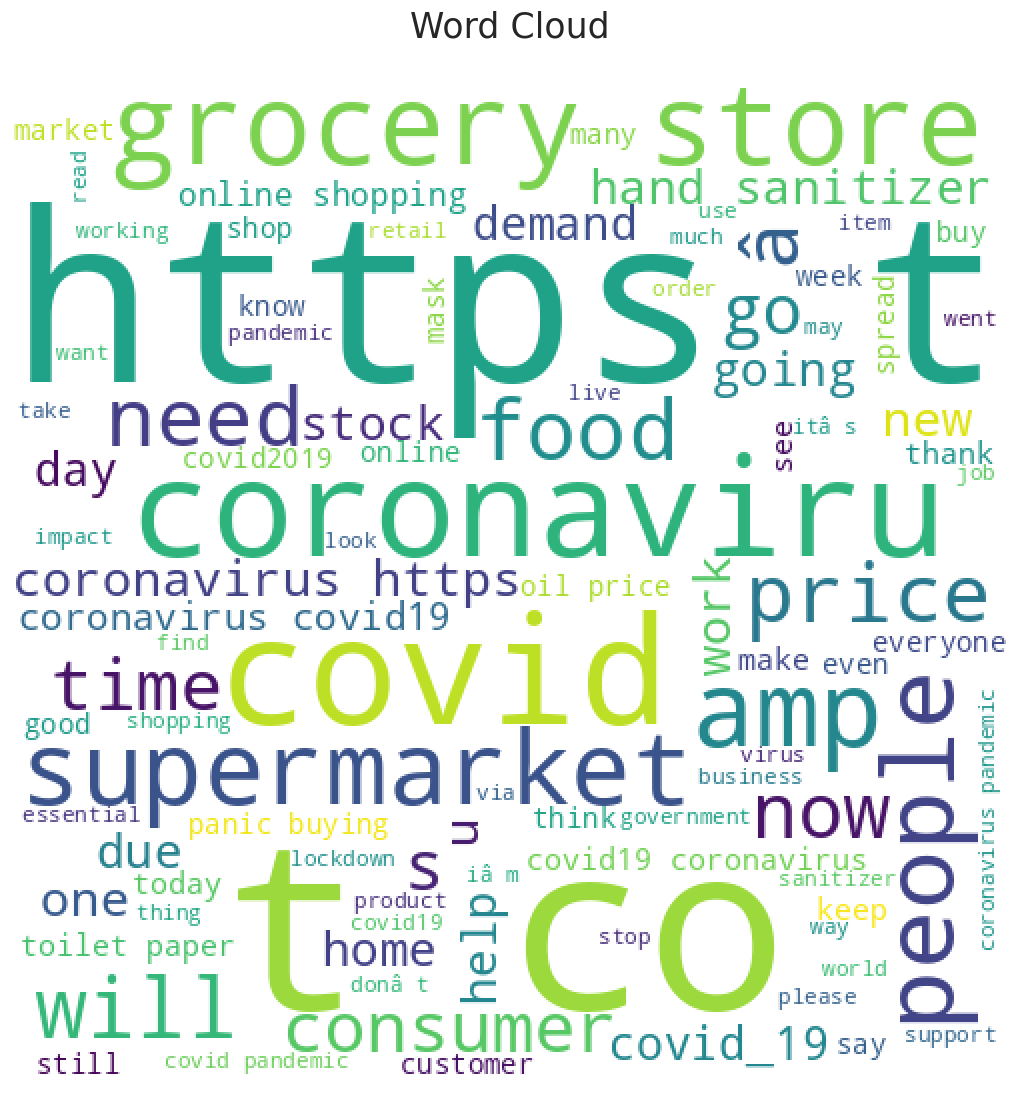 Word Cloud
grocery store
market
many
read
online shopping
hand sanitizer
working
shop
retail
demand
use
much
â
item
buy
https t
know
pandemic
mask
order
week
go
may
spread
went
want
going
take
need
stock
live
food
see
itâ s
new
thank
job
day
covid2019
online
coronaviru
impact
look
coronavirus https
oil price
work
price
coronavirus covid19
find
covid
everyone
make
even
time
good
shopping
amp
people
coronavirus pandemic
supermarket
virus
business
via
essential
panic buying
u
think
government
now
due
lockdown
s
iâ m
covid19 coronavirus
one
today
thing
t co
product
covid19
help
sanitizer
keep
way
toilet paper
home
stop
donâ t
world
please
will
consumer
covid_19
say
support
still
covid pandemic
customer